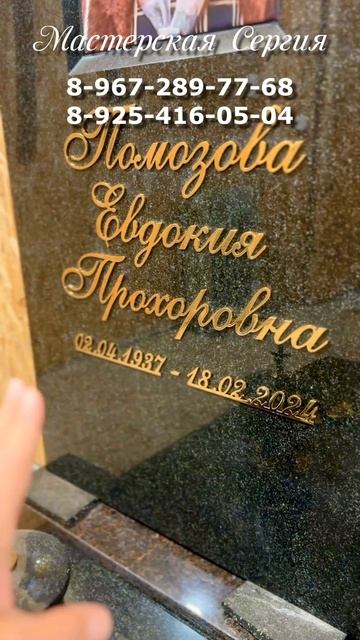 Мастерская Сергия
8-967-289-77-68
8-925-416-05-04
Помозова
Евдокия
Прохоровна
02.04.1937 - 18.02.2024